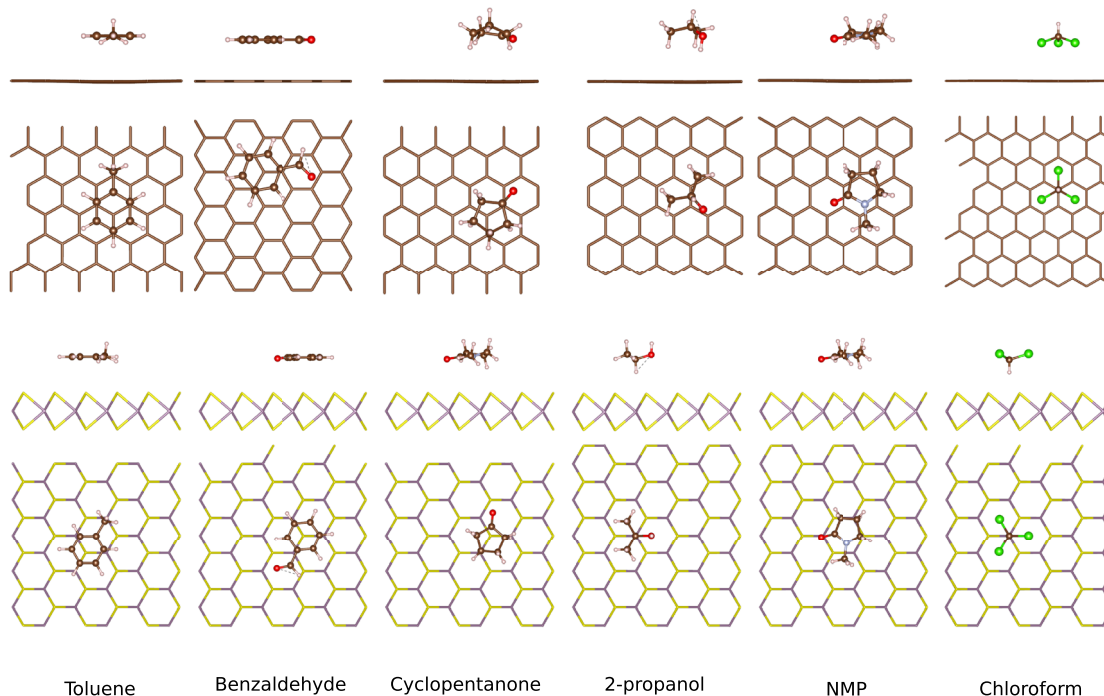 Toluene
Benzaldehyde
Cyclopentanone
2-propanol
NMP
Chloroform